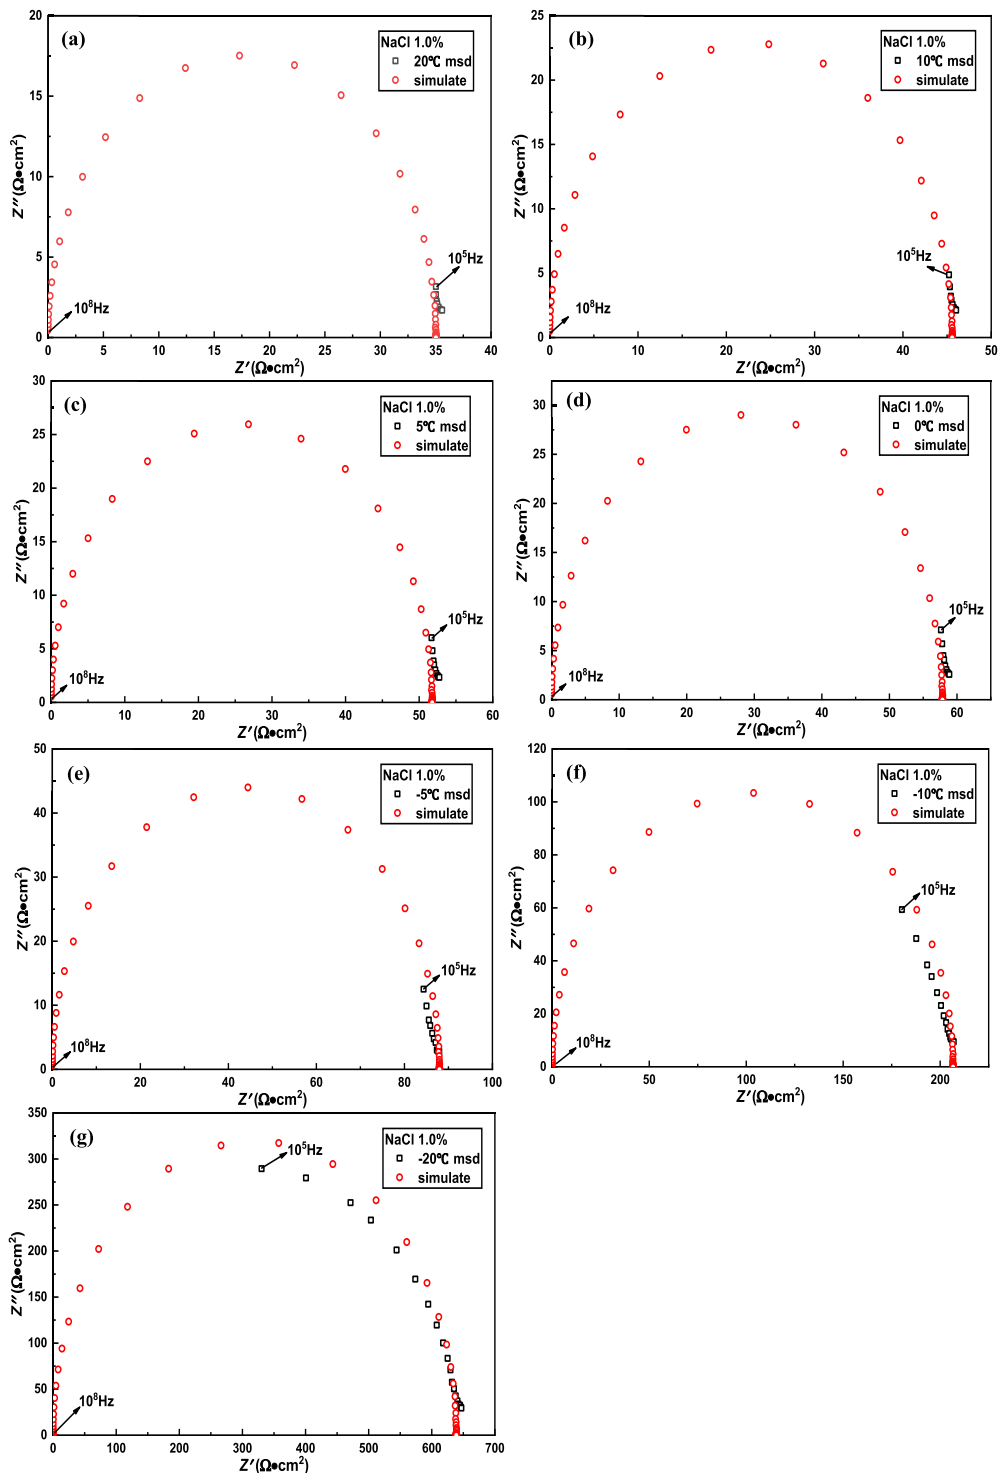 (a)
NaCl 1.0%
20℃ msd
simulate
20
15
10
5
0
Z″(Ω•cm²)
10⁵Hz
10⁸Hz
0 5 10 15 20 25 30 35 40
Z′(Ω•cm²)
(b)
NaCl 1.0%
10℃ msd
simulate
25
20
15
10
5
0
Z″(Ω•cm²)
10⁵Hz
10⁸Hz
0 10 20 30 40 50
Z′(Ω•cm²)
(c)
NaCl 1.0%
5℃ msd
simulate
30
25
20
15
10
5
0
Z″(Ω•cm²)
10⁵Hz
10⁸Hz
0 10 20 30 40 50 60
Z′(Ω•cm²)
(d)
NaCl 1.0%
0℃ msd
simulate
30
25
20
15
10
5
0
Z″(Ω•cm²)
10⁵Hz
10⁸Hz
0 10 20 30 40 50 60
Z′(Ω•cm²)
(e)
NaCl 1.0%
-5℃ msd
simulate
50
40
30
20
10
0
Z″(Ω•cm²)
10⁵Hz
10⁸Hz
0 20 40 60 80 100
Z′(Ω•cm²)
(f)
NaCl 1.0%
-10℃ msd
simulate
120
100
80
60
40
20
0
Z″(Ω•cm²)
10⁵Hz
10⁸Hz
0 50 100 150 200
Z′(Ω•cm²)
(g)
NaCl 1.0%
-20℃ msd
simulate
350
300
250
200
150
100
50
0
Z″(Ω•cm²)
10⁵Hz
10⁸Hz
0 100 200 300 400 500 600 700
Z′(Ω•cm²)